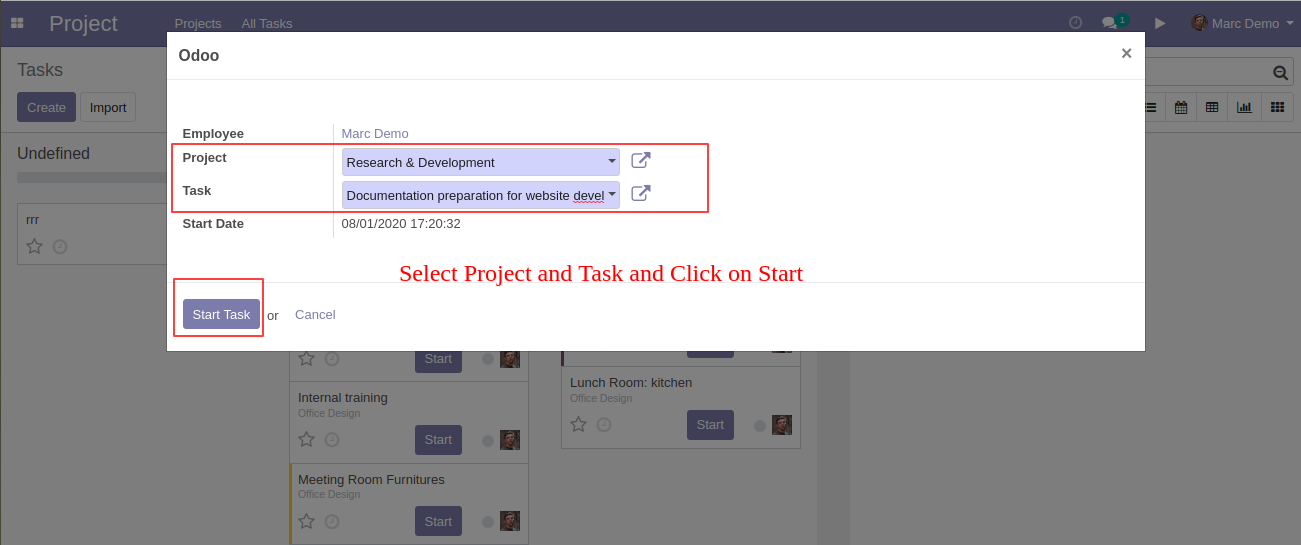 Project Projects All Tasks 1 Marc Demo
Odoo ×
Tasks
Create Import
Employee Marc Demo
Undefined
Project Research & Development
Task Documentation preparation for website devel
rrr
Start Date 08/01/2020 17:20:32
Select Project and Task and Click on Start
Start Task or Cancel
Start
Lunch Room: kitchen
Office Design
Start
Internal training
Office Design
Start
Meeting Room Furnitures
Office Design
Start